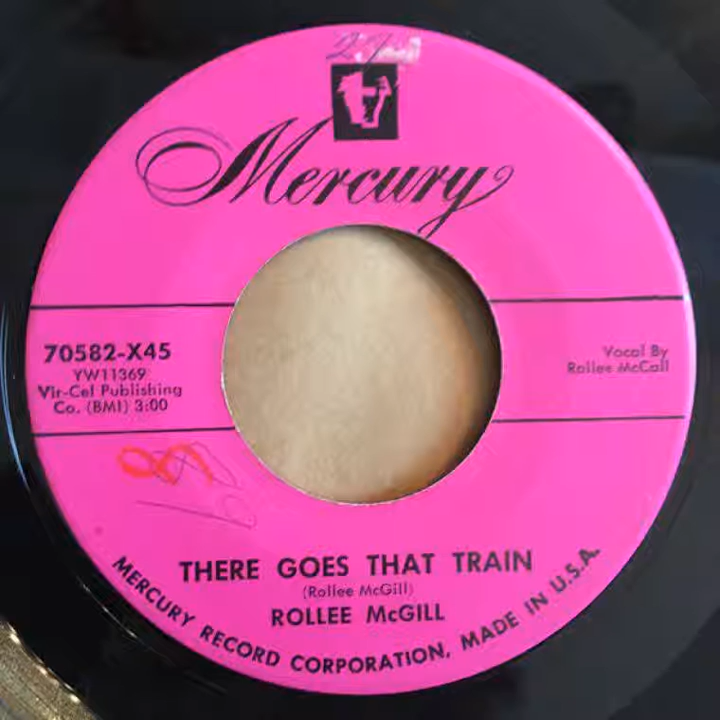 Mercury
70582-X45
YW11369
Vir-Cel Publishing
Co. (BMI) 3:00
Vocal By
Rollee McCall
THERE GOES THAT TRAIN
(Rollee McGill)
ROLLEE McGILL
MERCURY RECORD CORPORATION, MADE IN U.S.A.